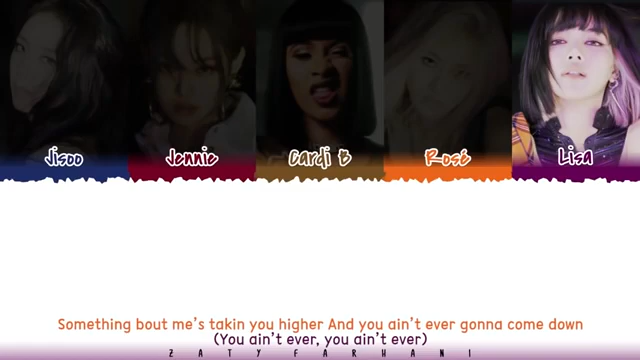 Jisoo Jennie Cardi B Rosé Lisa
Something bout me's takin you higher And you ain't ever gonna come down
(You ain't ever, you ain't ever)
ZATYFARHANI